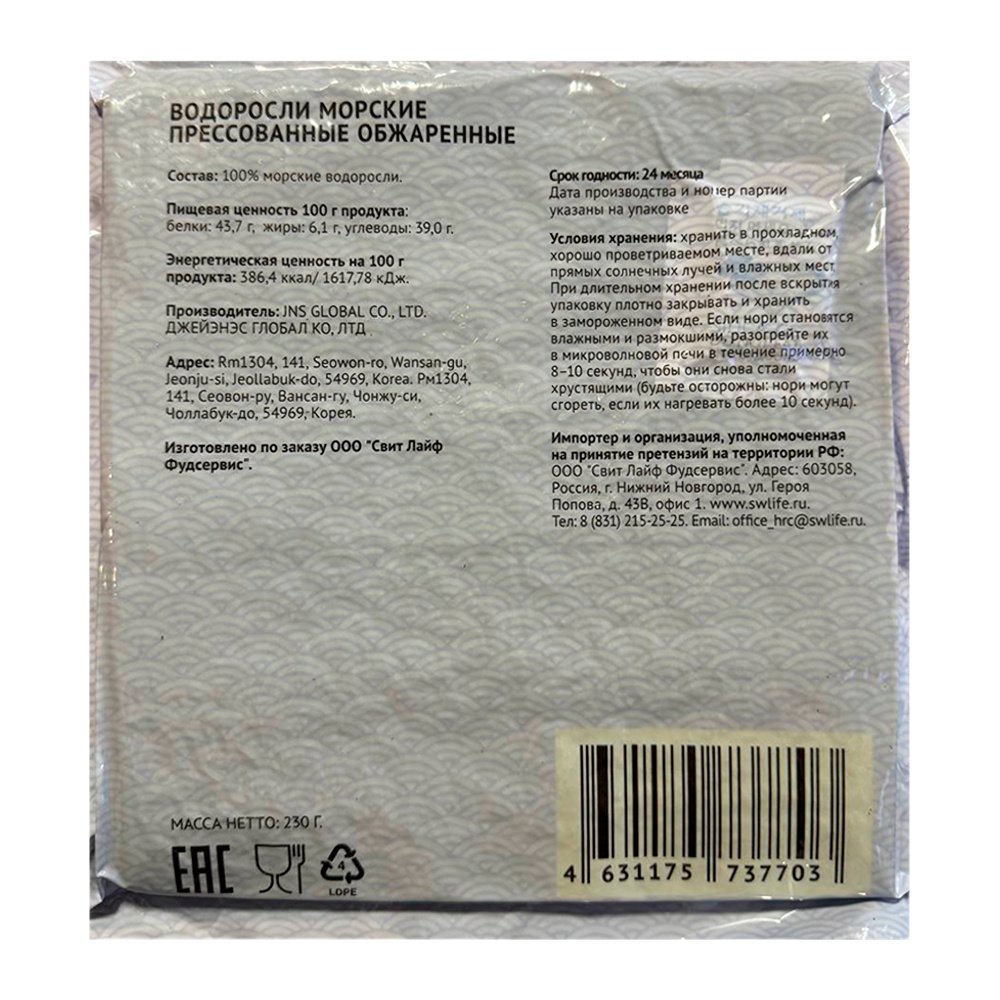 ВОДОРОСЛИ МОРСКИЕ
ПРЕССОВАННЫЕ ОБЖАРЕННЫЕ
Состав: 100% морские водоросли.
Пищевая ценность 100 г продукта:
белки: 43,7 г, жиры: 6,1 г, углеводы: 39,0 г.
Энергетическая ценность на 100 г
продукта: 386,4 ккал/ 1617,78 кДж.
Производитель: JNS GLOBAL CO., LTD.
ДЖЕЙЭНЭС ГЛОБАЛ КО, ЛТД
Адрес: Rm1304, 141, Seowon-ro, Wansan-gu,
Jeonju-si, Jeollabuk-do, 54969, Korea. Рм1304,
141, Сеовон-ру, Вансан-гу, Чонжу-си,
Чоллабук-до, 54969, Корея.
Изготовлено по заказу ООО "Свит Лайф
Фудсервис".
Срок годности: 24 месяца
Дата производства и номер партии
указаны на упаковке
Условия хранения: хранить в прохладном,
хорошо проветриваемом месте, вдали от
прямых солнечных лучей и влажных мест
При длительном хранении после вскрытия
упаковку плотно закрывать и хранить
в замороженном виде. Если нори становятся
влажными и размокшими, разогрейте их
в микроволновой печи в течение примерно
8–10 секунд, чтобы они снова стали
хрустящими (будьте осторожны: нори могут
сгореть, если их нагревать более 10 секунд).
Импортер и организация, уполномоченная
на принятие претензий на территории РФ:
ООО "Свит Лайф Фудсервис". Адрес: 603058,
Россия, г. Нижний Новгород, ул. Героя
Попова, д. 43В, офис 1. www.swlife.ru.
Тел: 8 (831) 215-25-25. Email: office_hrc@swlife.ru.
МАССА НЕТТО: 230 Г.
EAC
4
LDPE
4 631175 737703